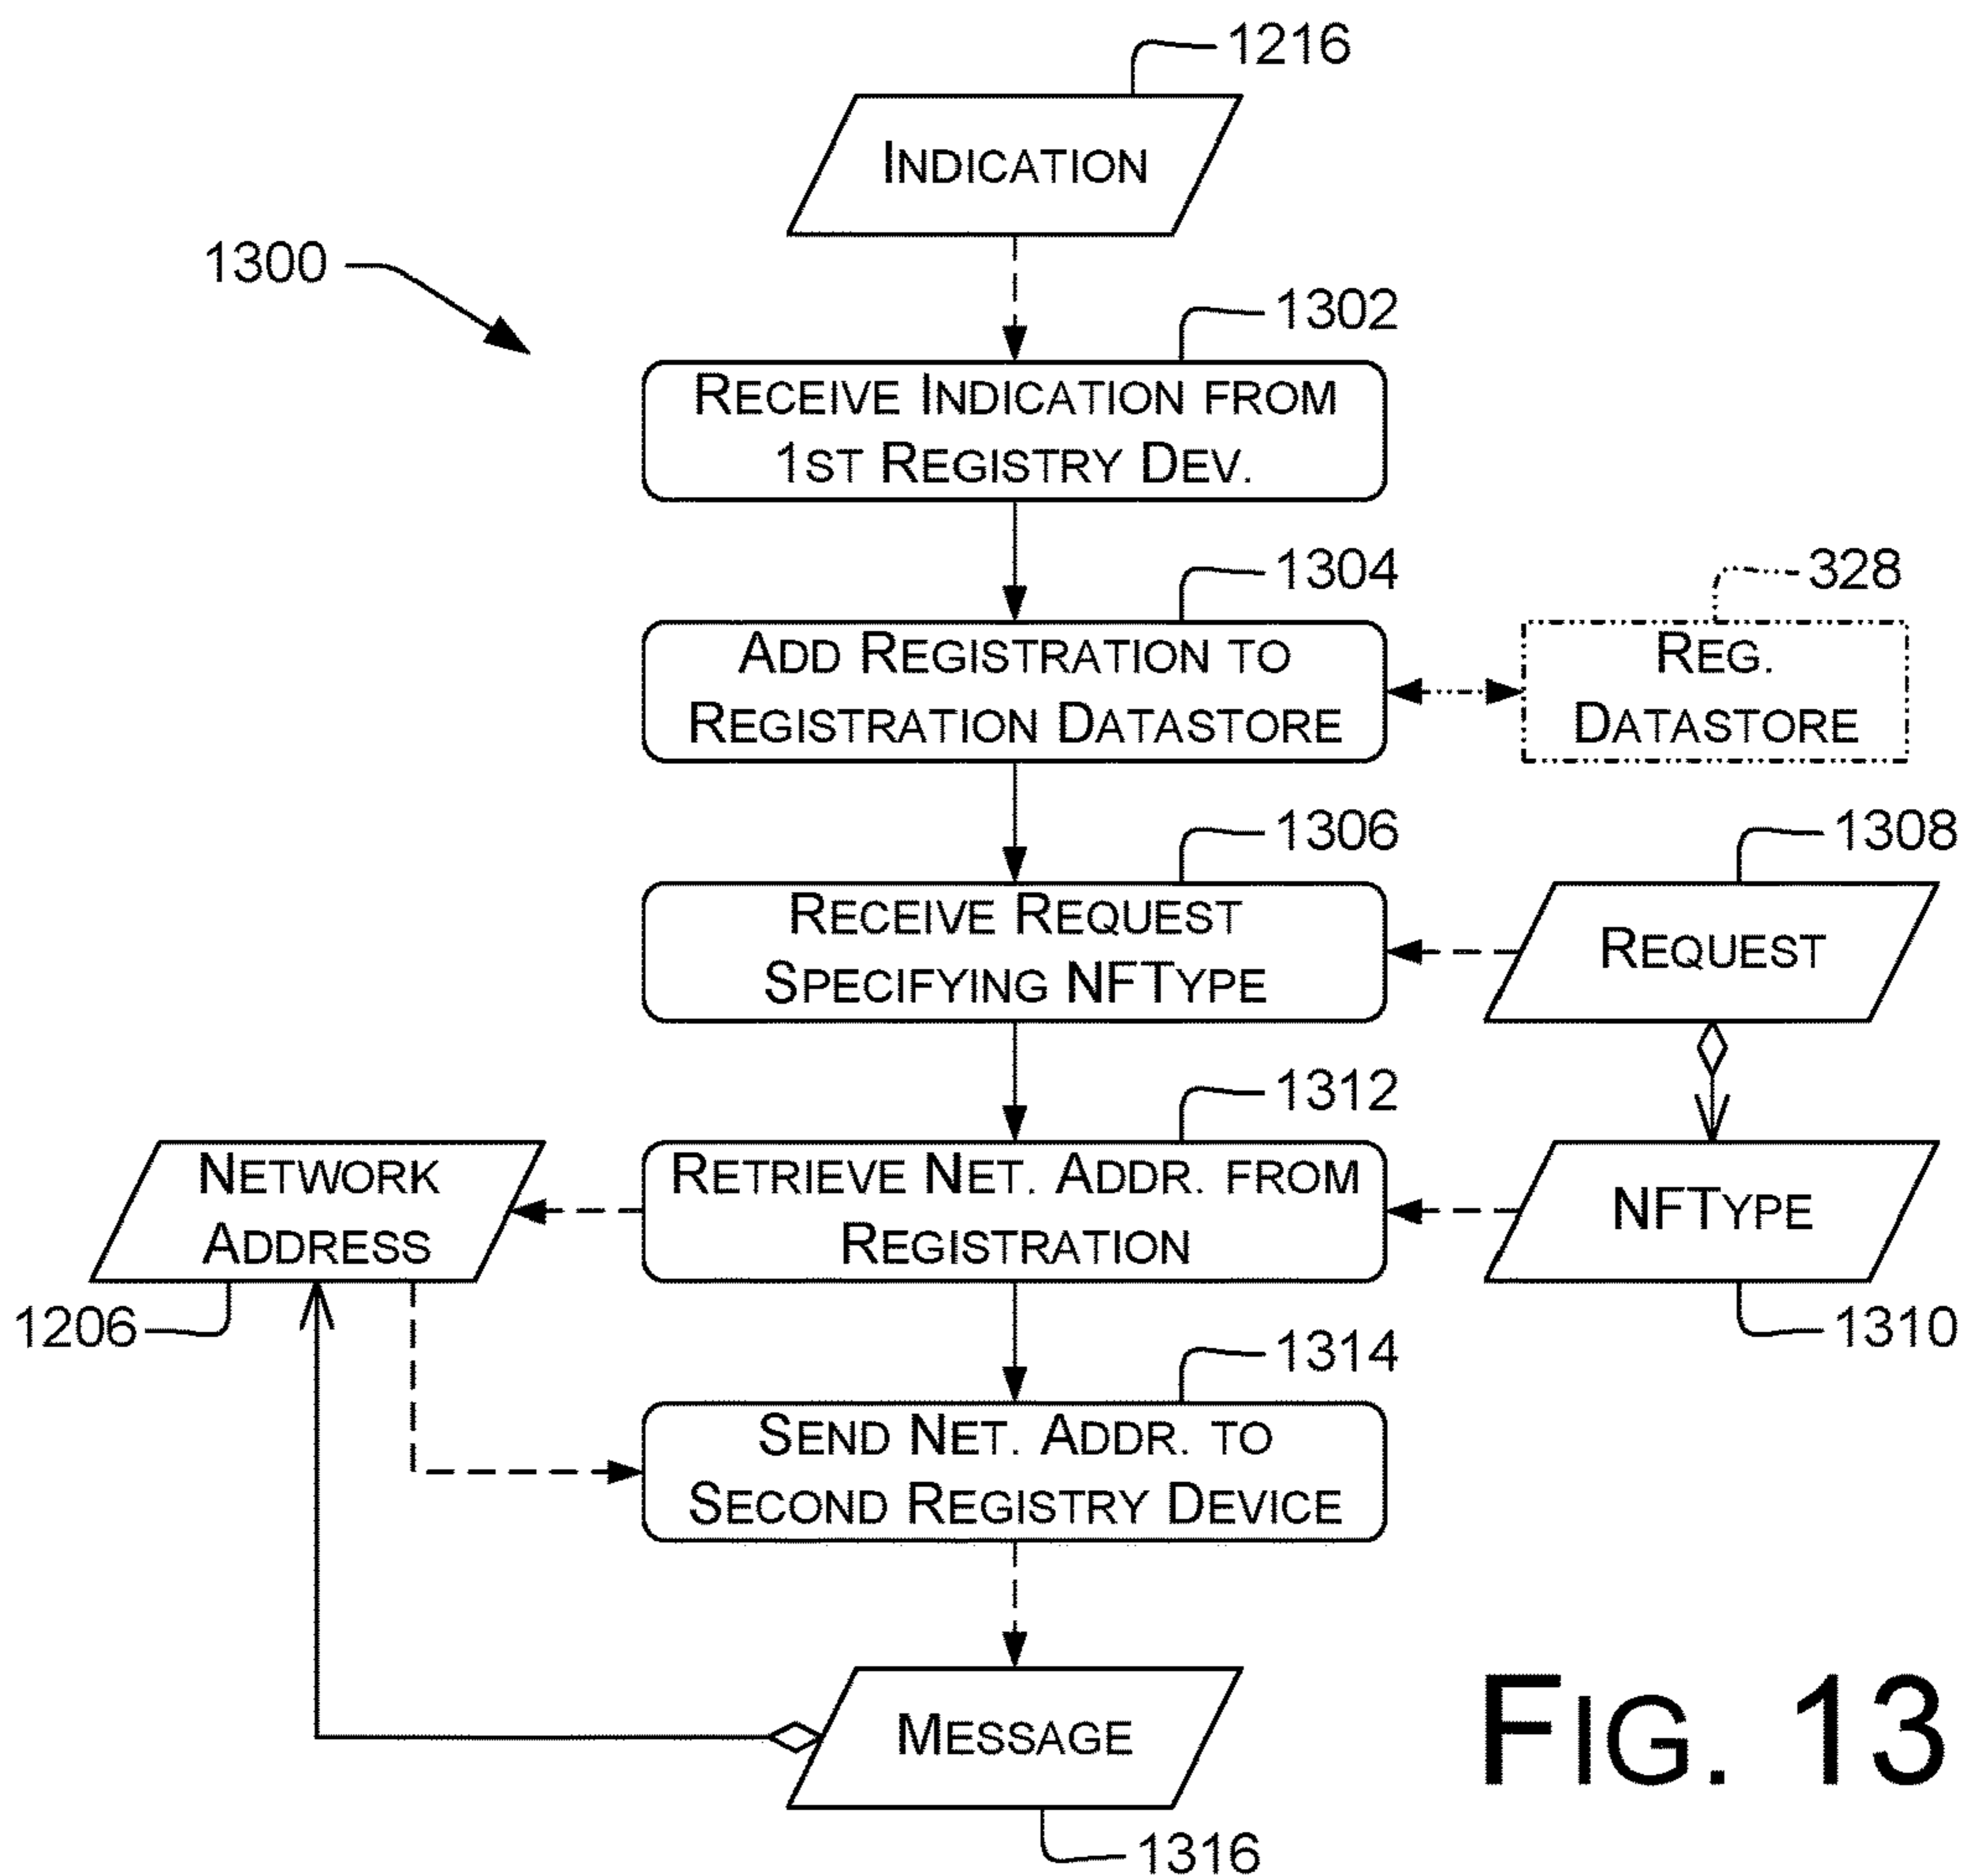 1216
INDICATION
1300
1302
RECEIVE INDICATION FROM
1ST REGISTRY DEV.
1304
328
ADD REGISTRATION TO
REGISTRATION DATASTORE
REG.
DATASTORE
1306
1308
RECEIVE REQUEST
SPECIFYING NFTYPE
REQUEST
1312
NETWORK
ADDRESS
RETRIEVE NET. ADDR. FROM
REGISTRATION
NFTYPE
1206
1310
1314
SEND NET. ADDR. TO
SECOND REGISTRY DEVICE
MESSAGE
1316
FIG. 13